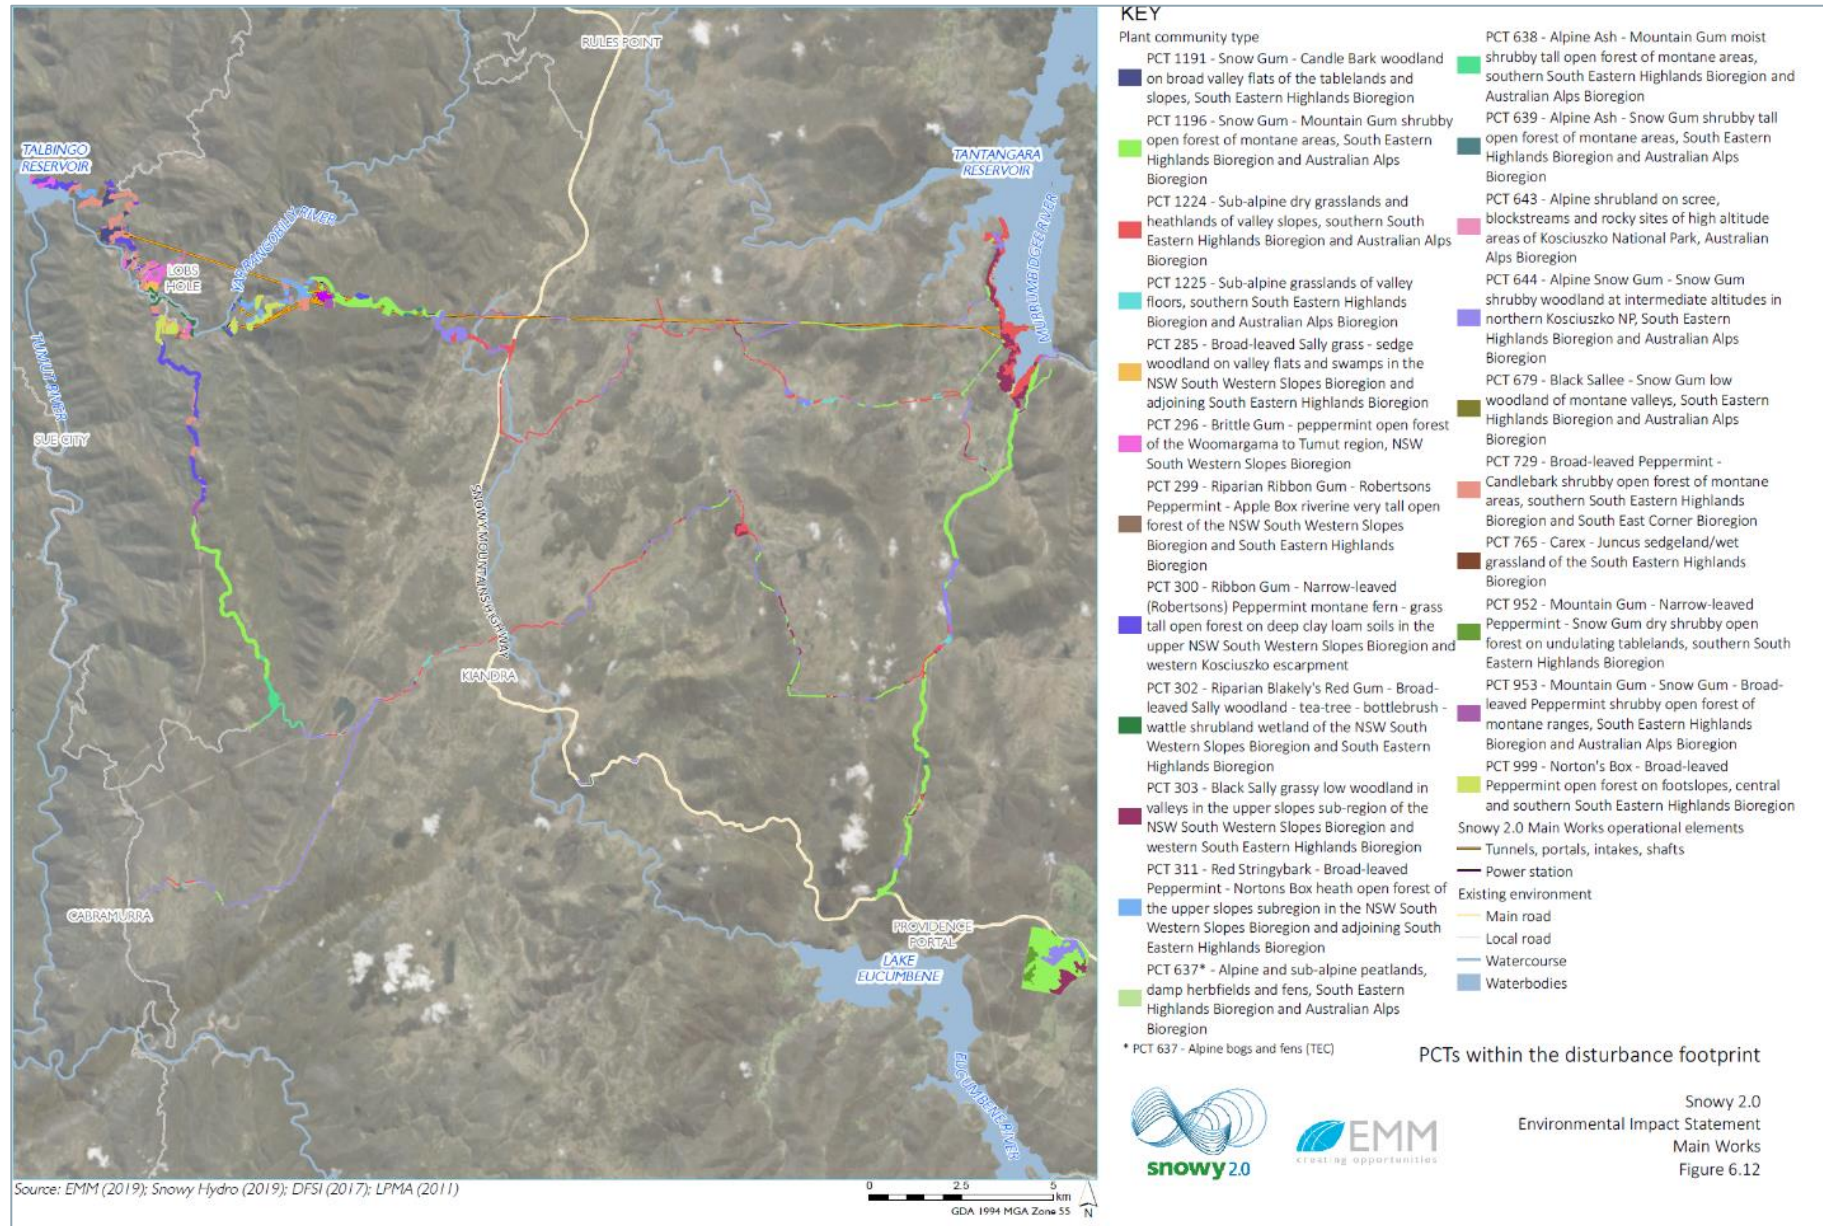 RULES POINT
TALBINGO
RESERVOIR
TANTANGARA
RESERVOIR
YARRANGOBILLY RIVER
MURRUMBIDGEE RIVER
LOBS
HOLE
TUMUT RIVER
SUE CITY
SNOWY MOUNTAINS HIGHWAY
KIANDRA
CABRAMURRA
PROVIDENCE
PORTAL
LAKE
EUCUMBENE
EUCUMBENE RIVER
Source: EMM (2019); Snowy Hydro (2019); DFSI (2017); LPMA (2011)
0 2.5 5
km
GDA 1994 MGA Zone 55
N
KEY
Plant community type
PCT 1191 - Snow Gum - Candle Bark woodland
on broad valley flats of the tablelands and
slopes, South Eastern Highlands Bioregion
PCT 1196 - Snow Gum - Mountain Gum shrubby
open forest of montane areas, South Eastern
Highlands Bioregion and Australian Alps
Bioregion
PCT 1224 - Sub-alpine dry grasslands and
heathlands of valley slopes, southern South
Eastern Highlands Bioregion and Australian Alps
Bioregion
PCT 1225 - Sub-alpine grasslands of valley
floors, southern South Eastern Highlands
Bioregion and Australian Alps Bioregion
PCT 285 - Broad-leaved Sally grass - sedge
woodland on valley flats and swamps in the
NSW South Western Slopes Bioregion and
adjoining South Eastern Highlands Bioregion
PCT 296 - Brittle Gum - peppermint open forest
of the Woomargama to Tumut region, NSW
South Western Slopes Bioregion
PCT 299 - Riparian Ribbon Gum - Robertsons
Peppermint - Apple Box riverine very tall open
forest of the NSW South Western Slopes
Bioregion and South Eastern Highlands
Bioregion
PCT 300 - Ribbon Gum - Narrow-leaved
(Robertsons) Peppermint montane fern - grass
tall open forest on deep clay loam soils in the
upper NSW South Western Slopes Bioregion and
western Kosciuszko escarpment
PCT 302 - Riparian Blakely's Red Gum - Broad-
leaved Sally woodland - tea-tree - bottlebrush -
wattle shrubland wetland of the NSW South
Western Slopes Bioregion and South Eastern
Highlands Bioregion
PCT 303 - Black Sally grassy low woodland in
valleys in the upper slopes sub-region of the
NSW South Western Slopes Bioregion and
western South Eastern Highlands Bioregion
PCT 311 - Red Stringybark - Broad-leaved
Peppermint - Nortons Box heath open forest of
the upper slopes subregion in the NSW South
Western Slopes Bioregion and adjoining South
Eastern Highlands Bioregion
PCT 637* - Alpine and sub-alpine peatlands,
damp herbfields and fens, South Eastern
Highlands Bioregion and Australian Alps
Bioregion
* PCT 637 - Alpine bogs and fens (TEC)
PCT 638 - Alpine Ash - Mountain Gum moist
shrubby tall open forest of montane areas,
southern South Eastern Highlands Bioregion and
Australian Alps Bioregion
PCT 639 - Alpine Ash - Snow Gum shrubby tall
open forest of montane areas, South Eastern
Highlands Bioregion and Australian Alps
Bioregion
PCT 643 - Alpine shrubland on scree,
blockstreams and rocky sites of high altitude
areas of Kosciuszko National Park, Australian
Alps Bioregion
PCT 644 - Alpine Snow Gum - Snow Gum
shrubby woodland at intermediate altitudes in
northern Kosciuszko NP, South Eastern
Highlands Bioregion and Australian Alps
Bioregion
PCT 679 - Black Sallee - Snow Gum low
woodland of montane valleys, South Eastern
Highlands Bioregion and Australian Alps
Bioregion
PCT 729 - Broad-leaved Peppermint -
Candlebark shrubby open forest of montane
areas, southern South Eastern Highlands
Bioregion and South East Corner Bioregion
PCT 765 - Carex - Juncus sedgeland/wet
grassland of the South Eastern Highlands
Bioregion
PCT 952 - Mountain Gum - Narrow-leaved
Peppermint - Snow Gum dry shrubby open
forest on undulating tablelands, southern South
Eastern Highlands Bioregion
PCT 953 - Mountain Gum - Snow Gum - Broad-
leaved Peppermint shrubby open forest of
montane ranges, South Eastern Highlands
Bioregion and Australian Alps Bioregion
PCT 999 - Norton's Box - Broad-leaved
Peppermint open forest on footslopes, central
and southern South Eastern Highlands Bioregion
Snowy 2.0 Main Works operational elements
Tunnels, portals, intakes, shafts
Power station
Existing environment
Main road
Local road
Watercourse
Waterbodies
PCTs within the disturbance footprint
Snowy 2.0
Environmental Impact Statement
Main Works
Figure 6.12
snowy 2.0
EMM
creating opportunities